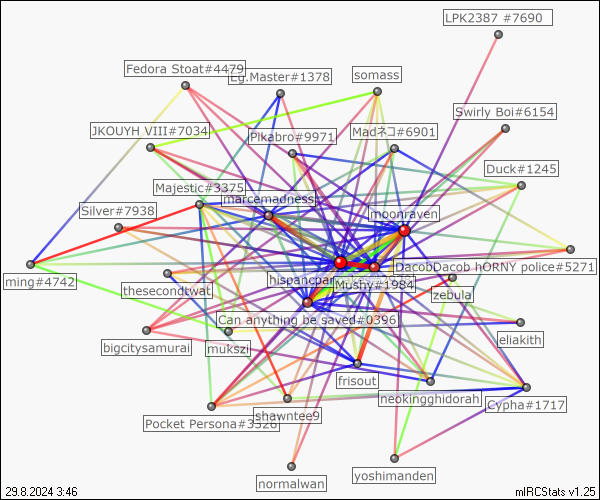 LPK2387 #7690
Fedora Stoat#4479
Eg.Master#1378
somass
Swirly Boi#6154
JKOUYH VIII#7034
Pikabro#9971
Madネコ#6901
Duck#1245
Majestic#3375
marcemadness
Silver#7938
moonraven
ming#4742
thesecondtwat
hispancpar
Mushy#1984
DacobDacob hORNY police#5271
zebula
Can anything be saved#0396
eliakith
bigcitysamurai
mukszi
frisout
neokingghidorah
Cypha#1717
Pocket Persona#3326
shawntee9
normalwan
yoshimanden
29.8.2024 3:46
mIRCStats v1.25